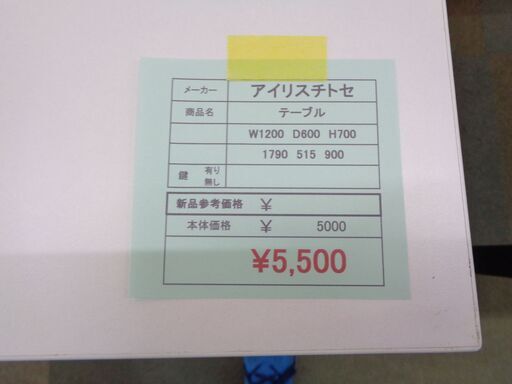 メーカー アイリスチトセ
商品名 テーブル
W1200 D600 H700
1790 515 900
鍵 有り 無し
新品参考価格 ¥
本体価格 ¥ 5000
¥5,500